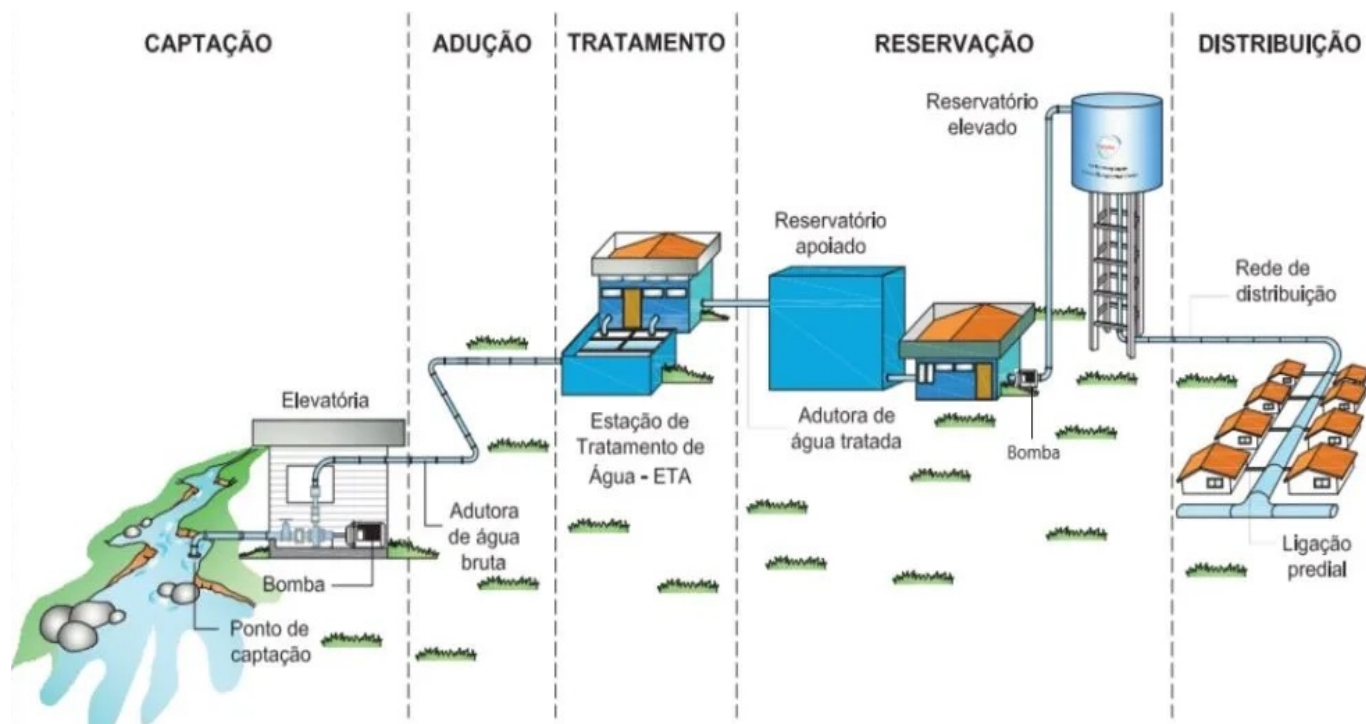 CAPTAÇÃO
ADUÇÃO
TRATAMENTO
RESERVAÇÃO
DISTRIBUIÇÃO
Reservatório
elevado
Reservatório
apoiado
Rede de
distribuição
Elevatória
Estação de
Tratamento de
Água - ETA
Adutora de
água tratada
Bomba
Adutora
de água
bruta
Bomba
Ponto de
captação
Ligação
predial